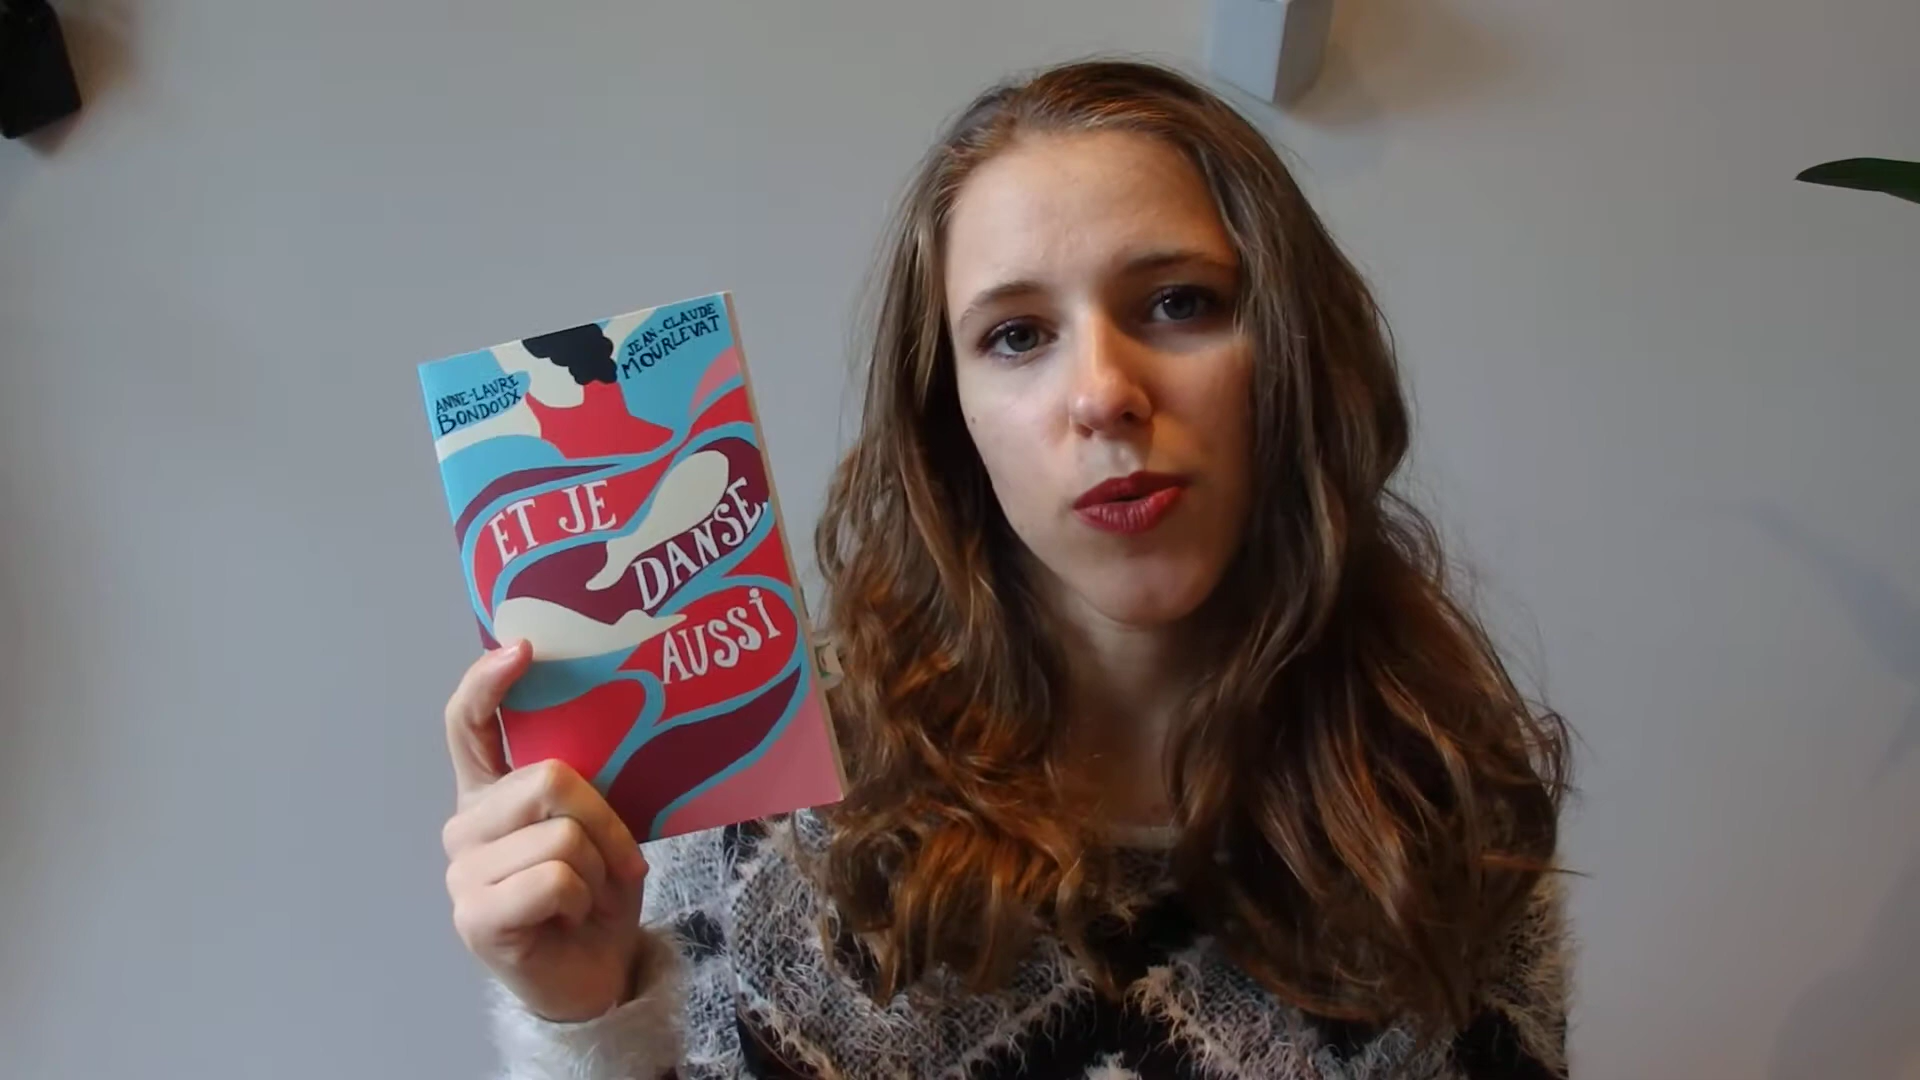 ANNE-LAURE
BONDOUX
JEAN-CLAUDE
MOURLEVAT
ET JE
DANSE,
AUSSI